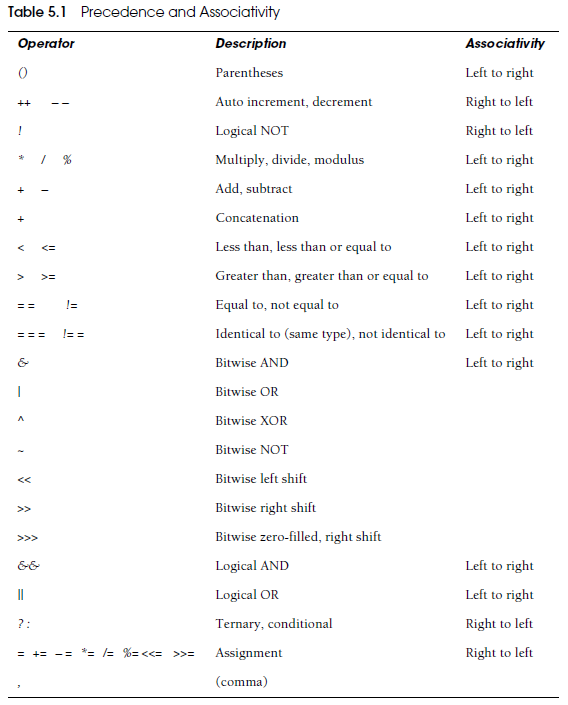 Table 5.1 Precedence and Associativity
Operator Description Associativity
() Parentheses Left to right
++ –– Auto increment, decrement Right to left
! Logical NOT Right to left
* / % Multiply, divide, modulus Left to right
+ – Add, subtract Left to right
+ Concatenation Left to right
< <= Less than, less than or equal to Left to right
> >= Greater than, greater than or equal to Left to right
== != Equal to, not equal to Left to right
=== !== Identical to (same type), not identical to Left to right
& Bitwise AND Left to right
| Bitwise OR
^ Bitwise XOR
~ Bitwise NOT
<< Bitwise left shift
>> Bitwise right shift
>>> Bitwise zero-filled, right shift
&& Logical AND Left to right
|| Logical OR Left to right
? : Ternary, conditional Right to left
= += –= *= /= %= <<= >>= Assignment Right to left
, (comma)